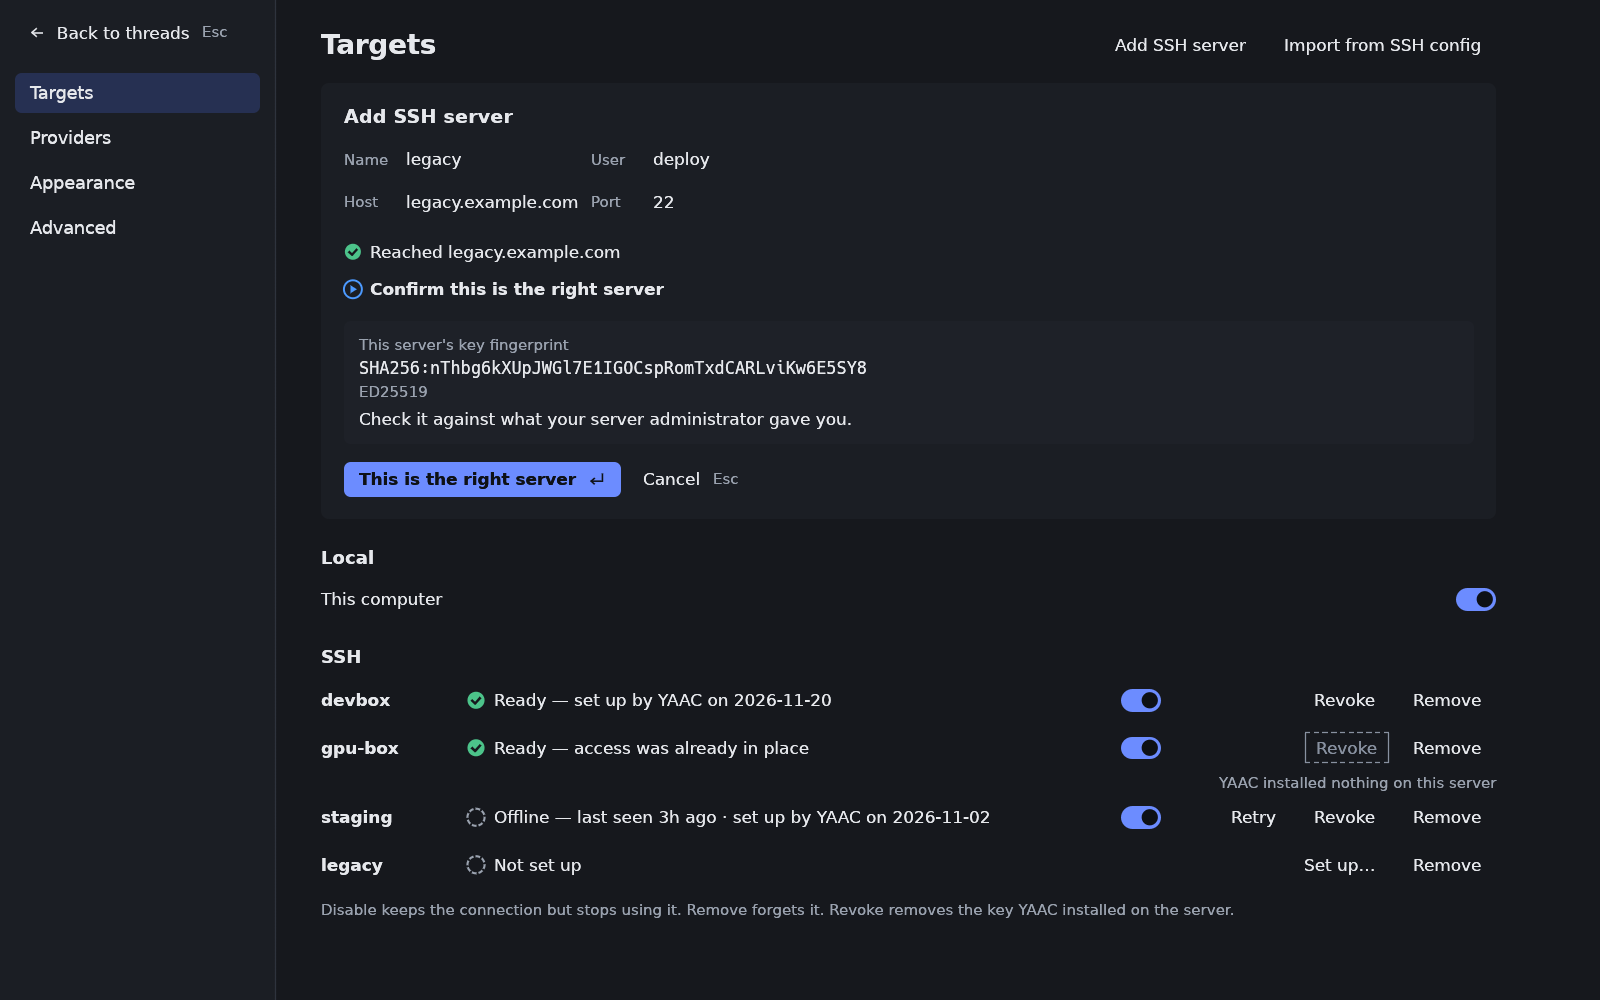 Back to threads Esc
Targets
Providers
Appearance
Advanced
Targets
Add SSH server Import from SSH config
Add SSH server
Name legacy User deploy
Host legacy.example.com Port 22
Reached legacy.example.com
Confirm this is the right server
This server's key fingerprint
SHA256:nThbg6kXUpJWGl7E1IGOCspRomTxdCARLviKw6E5SY8
ED25519
Check it against what your server administrator gave you.
This is the right server Cancel Esc
Local
This computer
SSH
devbox Ready — set up by YAAC on 2026-11-20 Revoke Remove
gpu-box Ready — access was already in place Revoke Remove
YAAC installed nothing on this server
staging Offline — last seen 3h ago · set up by YAAC on 2026-11-02 Retry Revoke Remove
legacy Not set up Set up… Remove
Disable keeps the connection but stops using it. Remove forgets it. Revoke removes the key YAAC installed on the server.